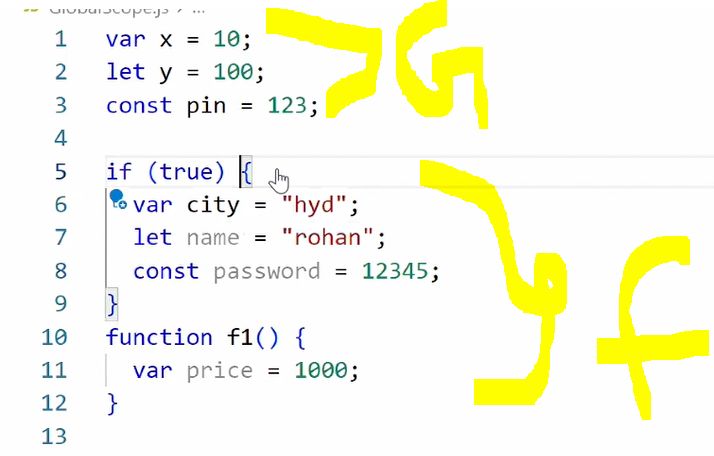 GlobalScope.js > ...
1 var x = 10;
2 let y = 100;
3 const pin = 123;
4
5 if (true) {
6 var city = "hyd";
7 let name = "rohan";
8 const password = 12345;
9 }
10 function f1() {
11 var price = 1000;
12 }
13
G
f